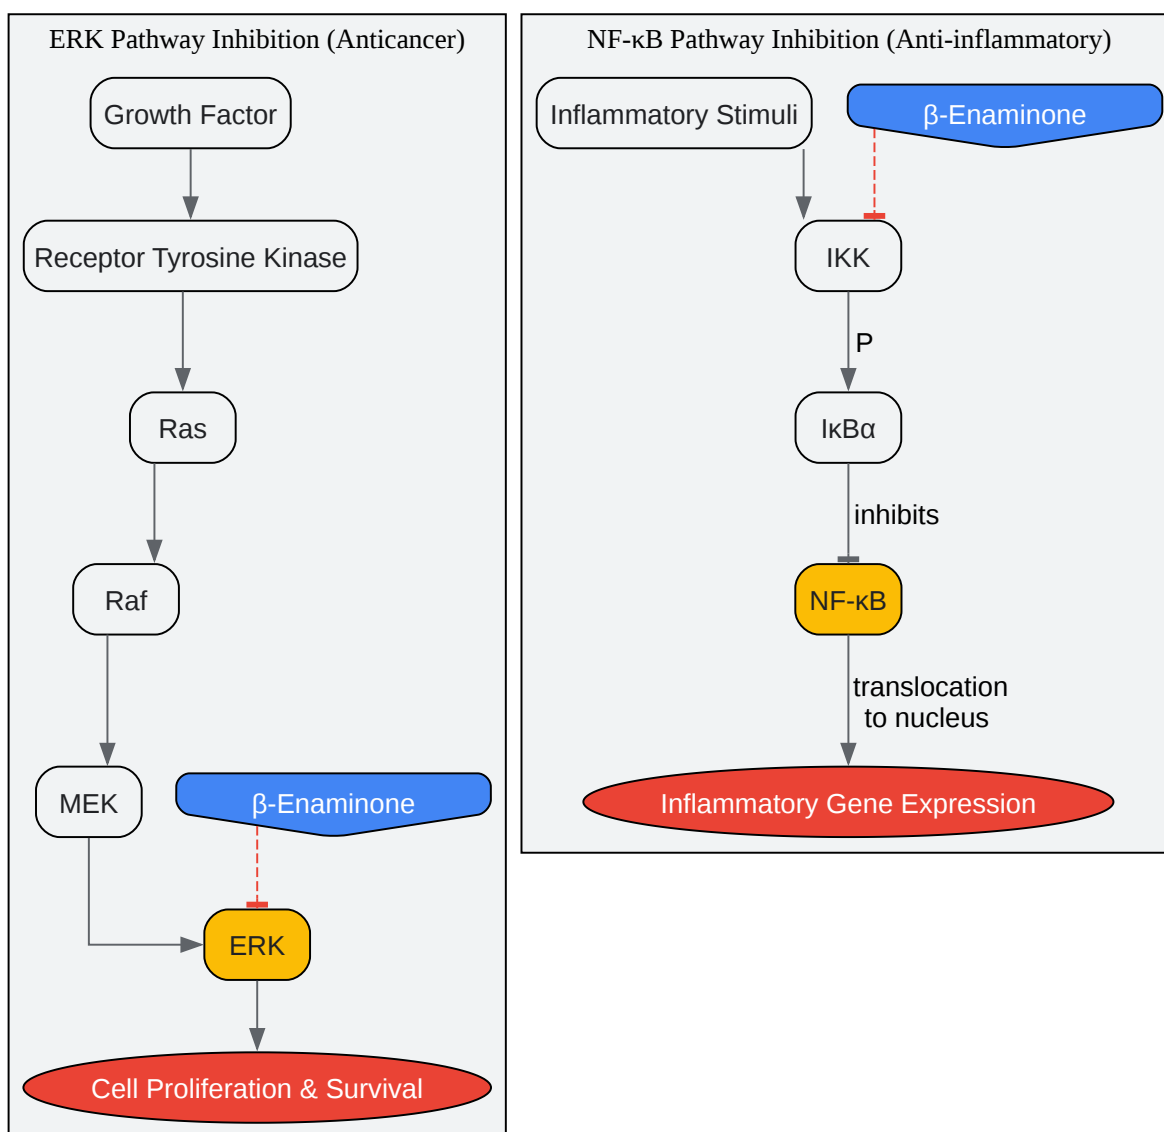 ERK Pathway Inhibition (Anticancer)
Growth Factor
Receptor Tyrosine Kinase
Ras
Raf
MEK
β-Enaminone
ERK
Cell Proliferation & Survival
NF-κB Pathway Inhibition (Anti-inflammatory)
Inflammatory Stimuli
β-Enaminone
IKK
P
IκBα
inhibits
NF-κB
translocation
to nucleus
Inflammatory Gene Expression